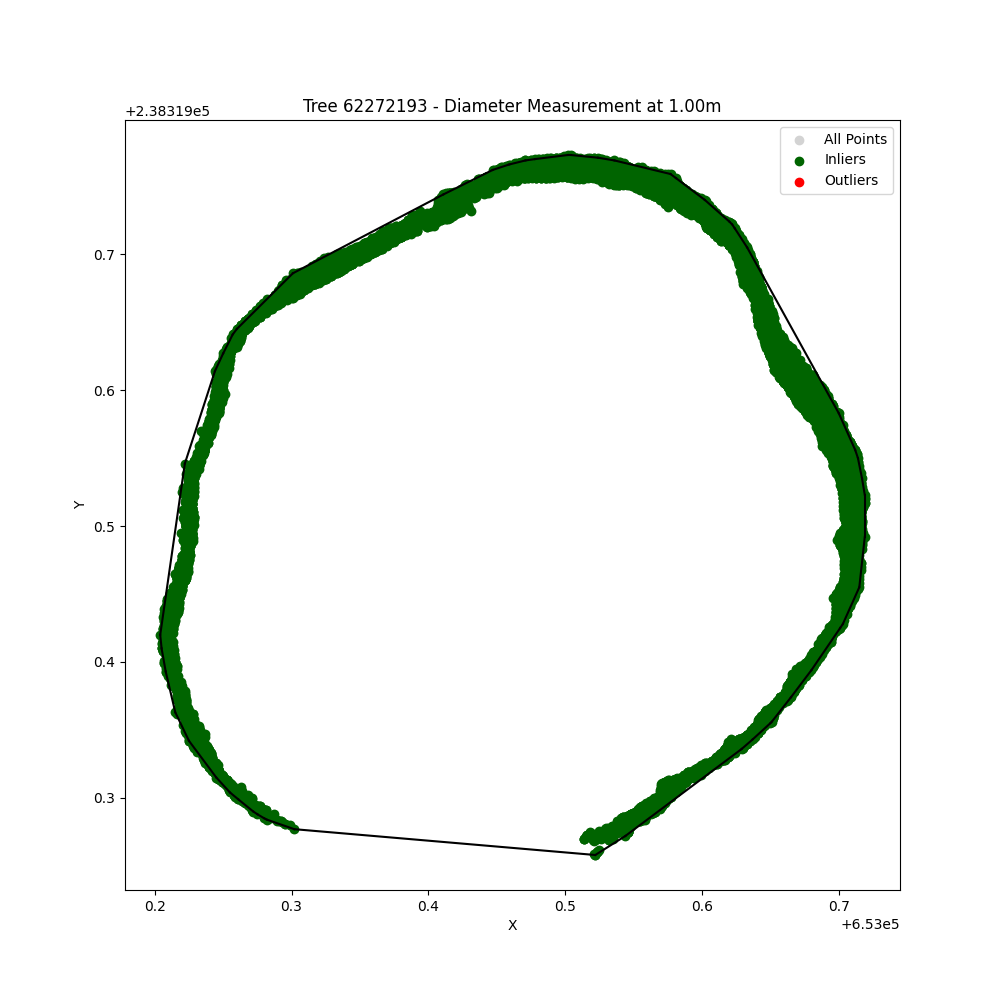 Tree 62272193 - Diameter Measurement at 1.00m
+2.38319e5
All Points
Inliers
Outliers
0.7
0.6
0.5
0.4
0.3
Y
0.2 0.3 0.4 0.5 0.6 0.7
X
+6.53e5